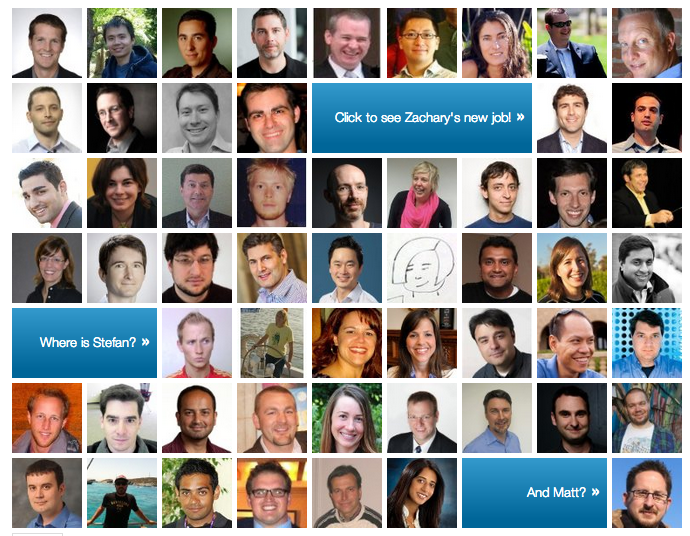 Click to see Zachary's new job! »
Where is Stefan? »
And Matt? »